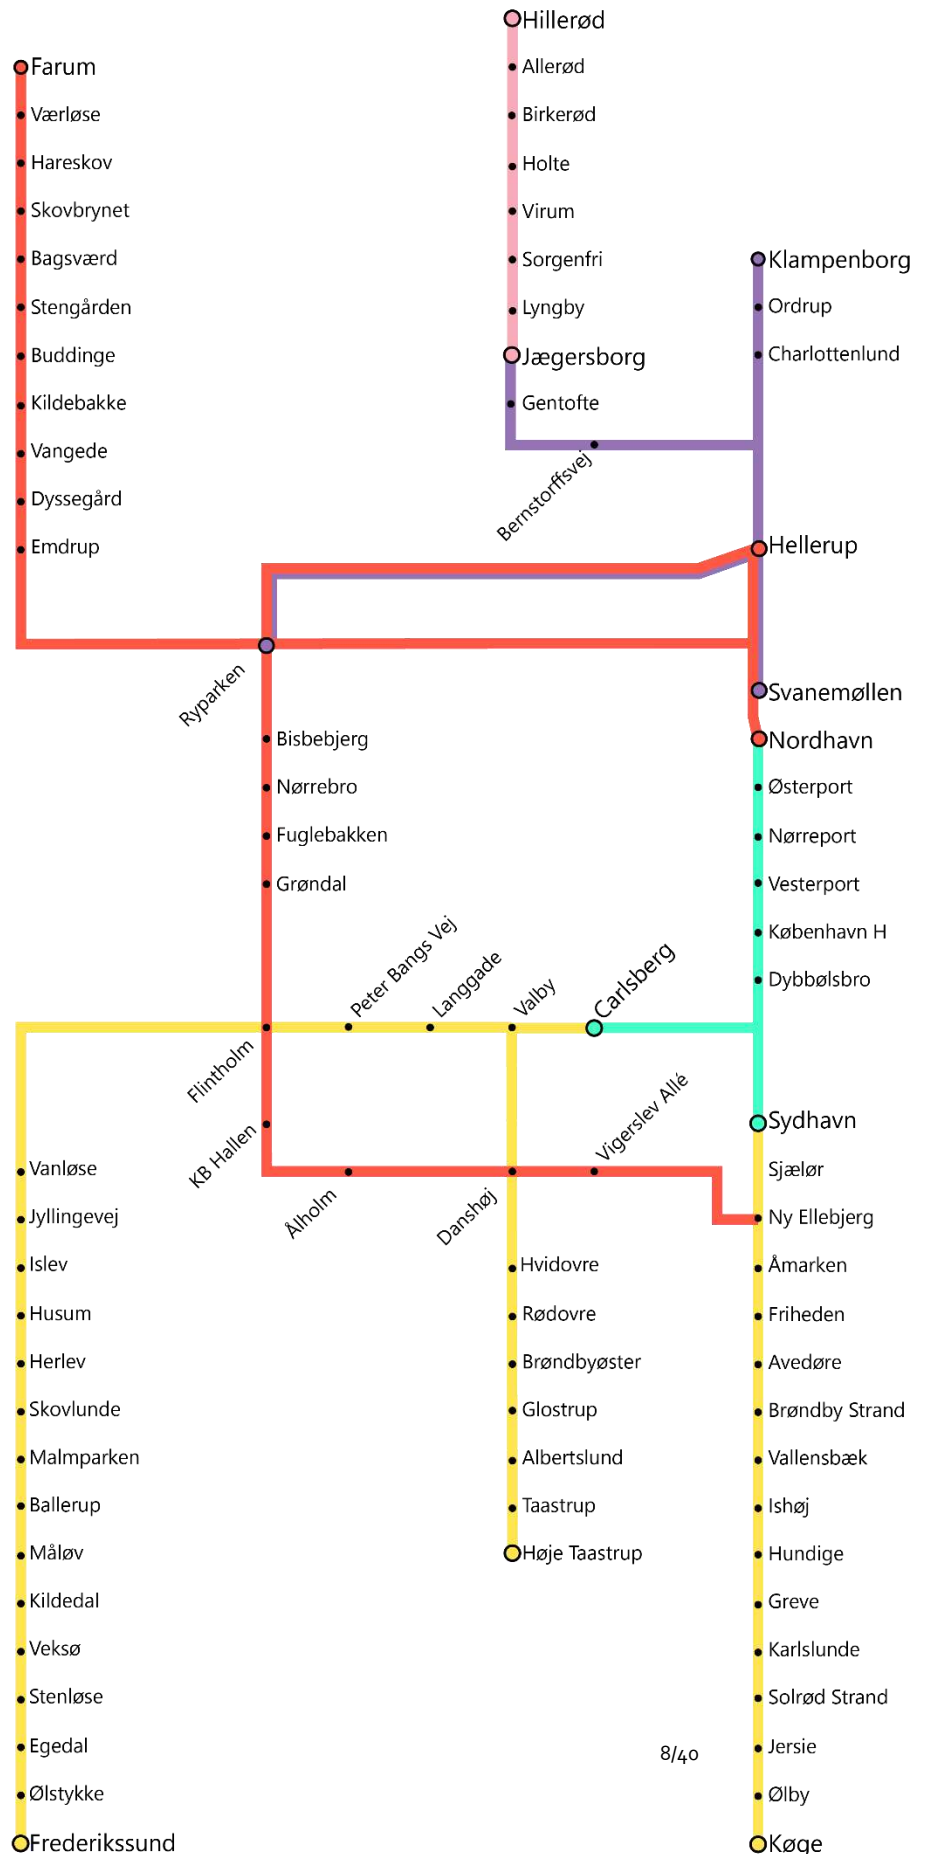 Hillerød
Allerød
Birkerød
Holte
Virum
Sorgenfri
Lyngby
Jægersborg
Gentofte
Bernstorffsvej
Farum
Værløse
Hareskov
Skovbrynet
Bagsværd
Stengården
Buddinge
Kildebakke
Vangede
Dyssegård
Emdrup
Klampenborg
Ordrup
Charlottenlund
Hellerup
Svanemøllen
Nordhavn
Østerport
Nørreport
Vesterport
København H
Dybbølsbro
Ryparken
Bisbebjerg
Nørrebro
Fuglebakken
Grøndal
Flintholm
Peter Bangs Vej
Langgade
Valby
Carlsberg
KB Hallen
Ålholm
Danshøj
Vigerslev Allé
Sydhavn
Sjælør
Ny Ellebjerg
Åmarken
Friheden
Avedøre
Brøndby Strand
Vallensbæk
Ishøj
Hundige
Greve
Karlslunde
Solrød Strand
Jersie
Ølby
Køge
Hvidovre
Rødovre
Brøndbyøster
Glostrup
Albertslund
Taastrup
Høje Taastrup
Vanløse
Jyllingevej
Islev
Husum
Herlev
Skovlunde
Malmparken
Ballerup
Måløv
Kildedal
Veksø
Stenløse
Egedal
Ølstykke
Frederikssund
8/40